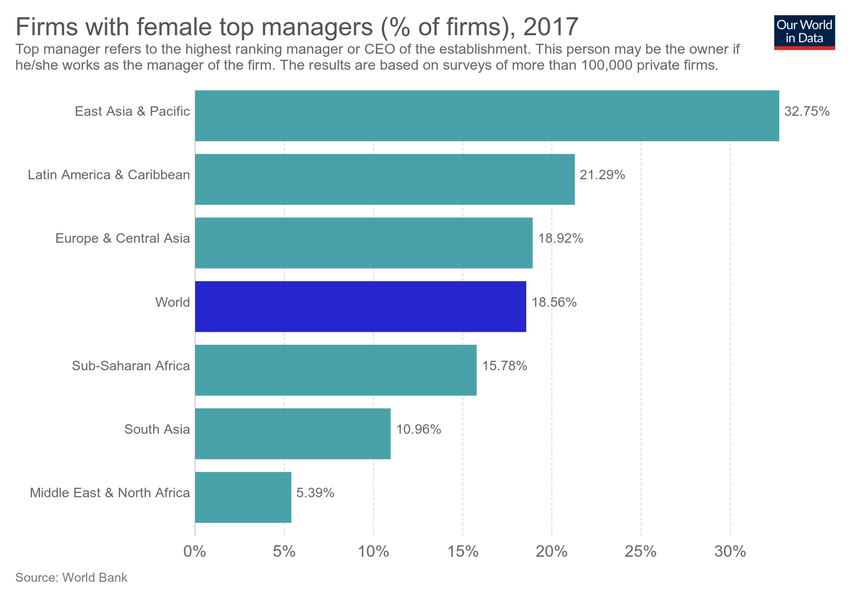 Firms with female top managers (% of firms), 2017
Our World
in Data
Top manager refers to the highest ranking manager or CEO of the establishment. This person may be the owner if
he/she works as the manager of the firm. The results are based on surveys of more than 100,000 private firms.
East Asia & Pacific 32.75%
Latin America & Caribbean 21.29%
Europe & Central Asia 18.92%
World 18.56%
Sub-Saharan Africa 15.78%
South Asia 10.96%
Middle East & North Africa 5.39%
0% 5% 10% 15% 20% 25% 30%
Source: World Bank